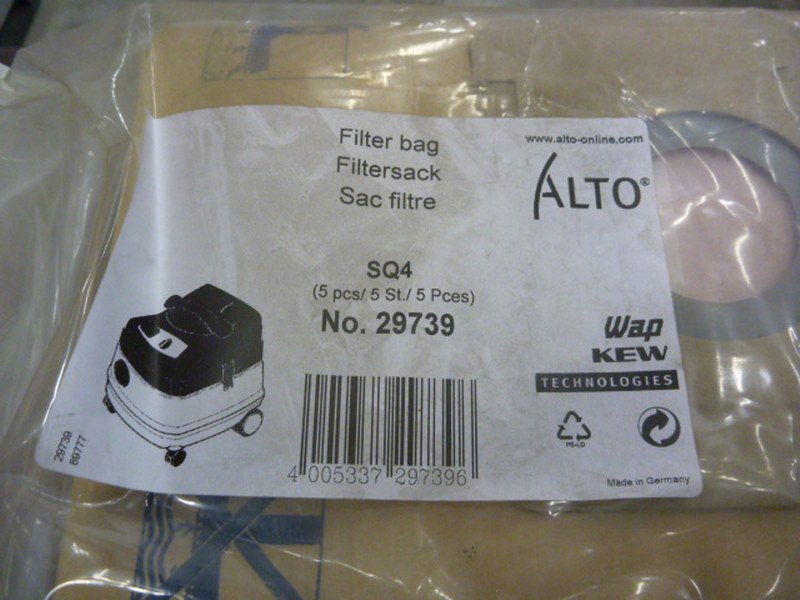 Filter bag
Filtersack
Sac filtre
www.alto-online.com
ALTO®
SQ4
(5 pcs/ 5 St./ 5 Pces)
No. 29739
Wap
KEW
TECHNOLOGIES
PE-LD
29739
89777
4 005337 297396
Made in Germany